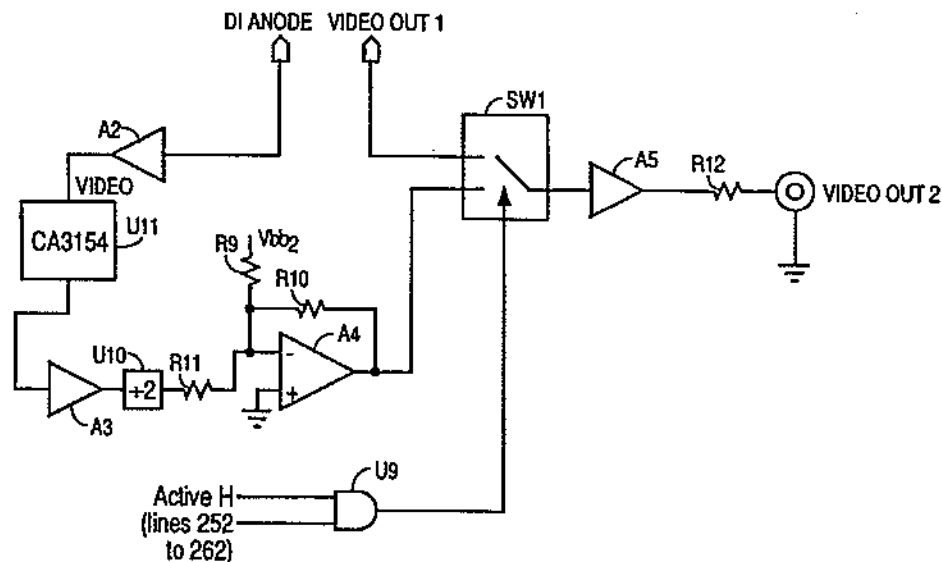 DI ANODE VIDEO OUT 1
SW1
A2
A5
R12
VIDEO
VIDEO OUT 2
CA3154
U11
Vbb2
R9
R10
A4
U10
R11
-
÷2
+
A3
U9
Active H
(lines 252
to 262)